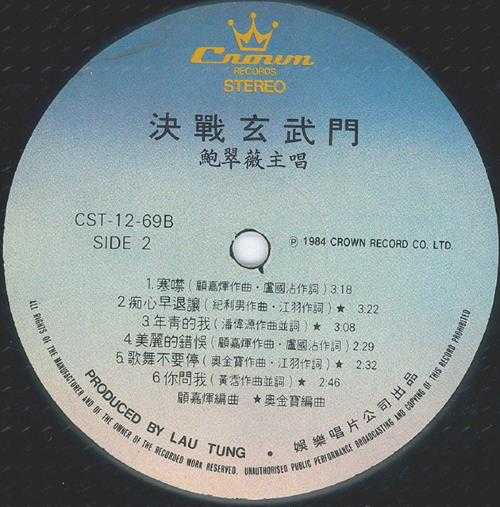 Crown
RECORDS
STEREO
決戰玄武門
鮑翠薇主唱
CST-12-69B
SIDE 2
Ⓟ 1984 CROWN RECORD CO. LTD.
1.寒噤(顧嘉煇作曲・盧國沾作詞)3:18
2.痴心早退讓(紀利男作曲・江羽作詞)★ 3:22
3.年青的我(潘偉源作曲並詞)★ 3:08
4.美麗的錯悞(顧嘉煇作曲・盧國沾作詞)2:29
5.歌舞不要停(奧金寶作曲・江羽作詞)★ 2:32
6.你問我(黃霑作曲並詞)★ 2:46
顧嘉煇編曲 ★奧金寶編曲
PRODUCED BY LAU TUNG ・ 娛樂唱片公司出品
ALL RIGHTS OF THE MANUFACTURER AND OF THE OWNER OF THE RECORDED WORK RESERVED. UNAUTHORISED PUBLIC PERFORMANCE BROADCASTING AND COPYING OF THIS RECORD PROHIBITED